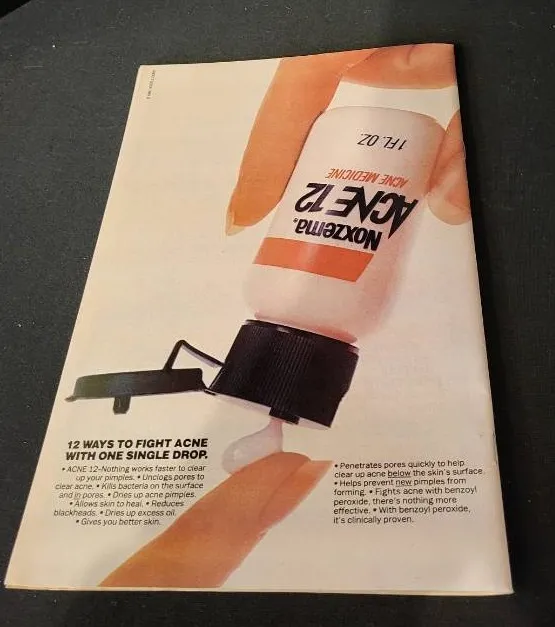 1 FL. OZ.
ACNE MEDICINE
ACNE 12
Noxzema®
12 WAYS TO FIGHT ACNE
WITH ONE SINGLE DROP.
• ACNE 12–Nothing works faster to clear
up your pimples. • Unclogs pores to
clear acne. • Kills bacteria on the surface
and in pores. • Dries up acne pimples.
• Allows skin to heal. • Reduces
blackheads. • Dries up excess oil.
• Gives you better skin.
• Penetrates pores quickly to help
clear up acne below the skin's surface.
• Helps prevent new pimples from
forming. • Fights acne with benzoyl
peroxide, there's nothing more
effective. • With benzoyl peroxide,
it's clinically proven.